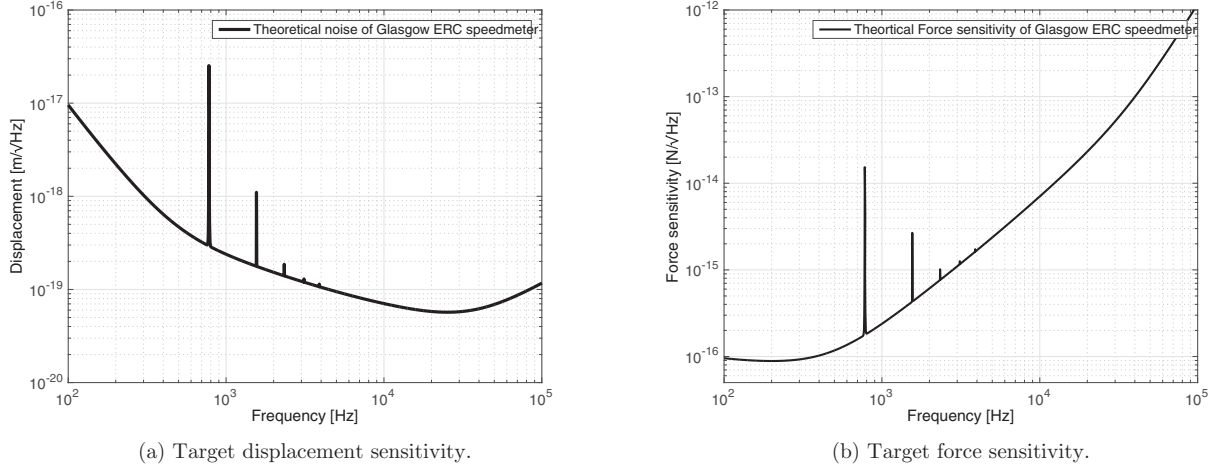 10^-16
10^-17
10^-18
10^-19
10^-20
Displacement [m/√Hz]
Theoretical noise of Glasgow ERC speedmeter
10^2
10^3
10^4
10^5
Frequency [Hz]
(a) Target displacement sensitivity.
10^-12
10^-13
10^-14
10^-15
10^-16
Force sensitivity [N/√Hz]
Theortical Force sensitivity of Glasgow ERC speedmeter
10^2
10^3
10^4
10^5
Frequency [Hz]
(b) Target force sensitivity.